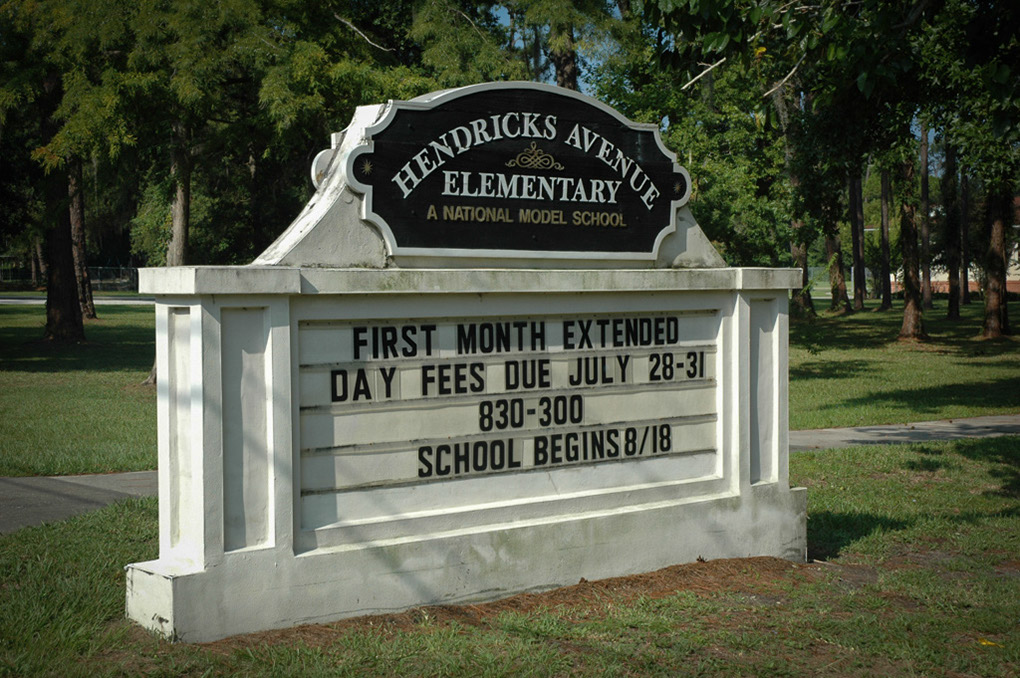 HENDRICKS AVENUE
ELEMENTARY
A NATIONAL MODEL SCHOOL
FIRST MONTH EXTENDED
DAY FEES DUE JULY 28-31
830-300
SCHOOL BEGINS 8/18